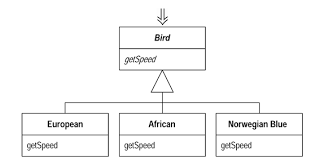 Bird
getSpeed
European
African
Norwegian Blue
getSpeed
getSpeed
getSpeed